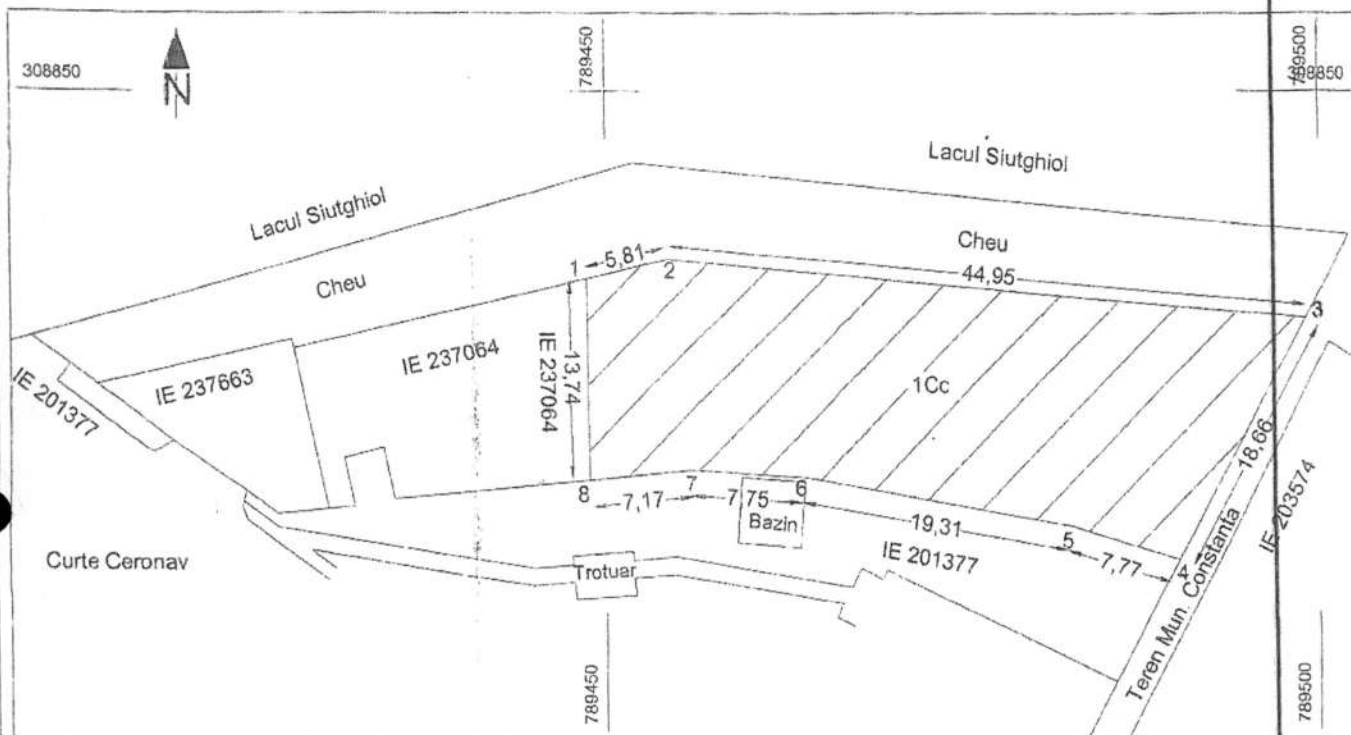 789450
789500
308850
N
308850
Lacul Siutghiol
Lacul Siutghiol
Cheu
Cheu
1
5,81
2
44,95
3
IE 237064
IE 237064
13,74
IE 237663
IE 201377
1Cc
18,66
8
7,17
7
7,75
6
Bazin
19,31
5
7,77
4
IE 201377
IE 203574
Curte Ceronav
Trotuar
Teren Mun. Constanta
789450
789500